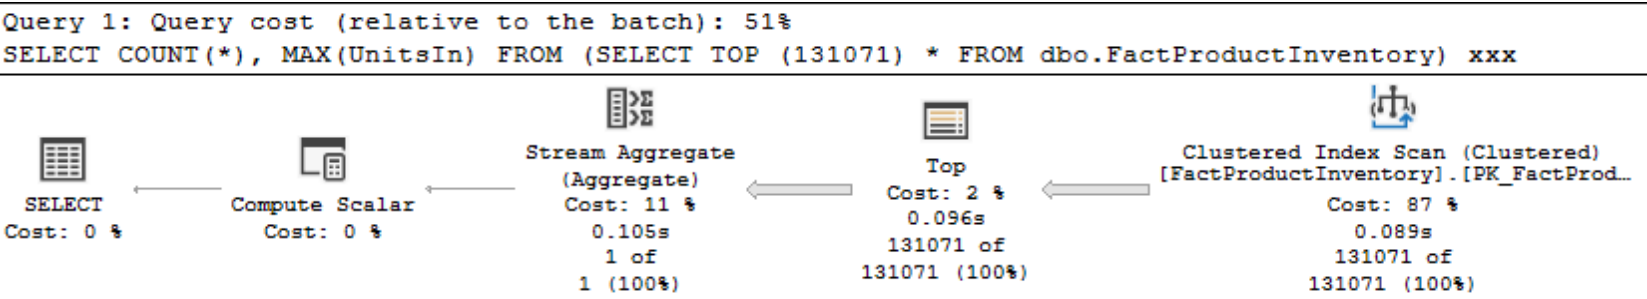 Query 1: Query cost (relative to the batch): 51%
SELECT COUNT(*), MAX(UnitsIn) FROM (SELECT TOP (131071) * FROM dbo.FactProductInventory) xxx
SELECT
Cost: 0 %
Compute Scalar
Cost: 0 %
Stream Aggregate
(Aggregate)
Cost: 11 %
0.105s
1 of
1 (100%)
Top
Cost: 2 %
0.096s
131071 of
131071 (100%)
Clustered Index Scan (Clustered)
[FactProductInventory].[PK_FactProd…
Cost: 87 %
0.089s
131071 of
131071 (100%)